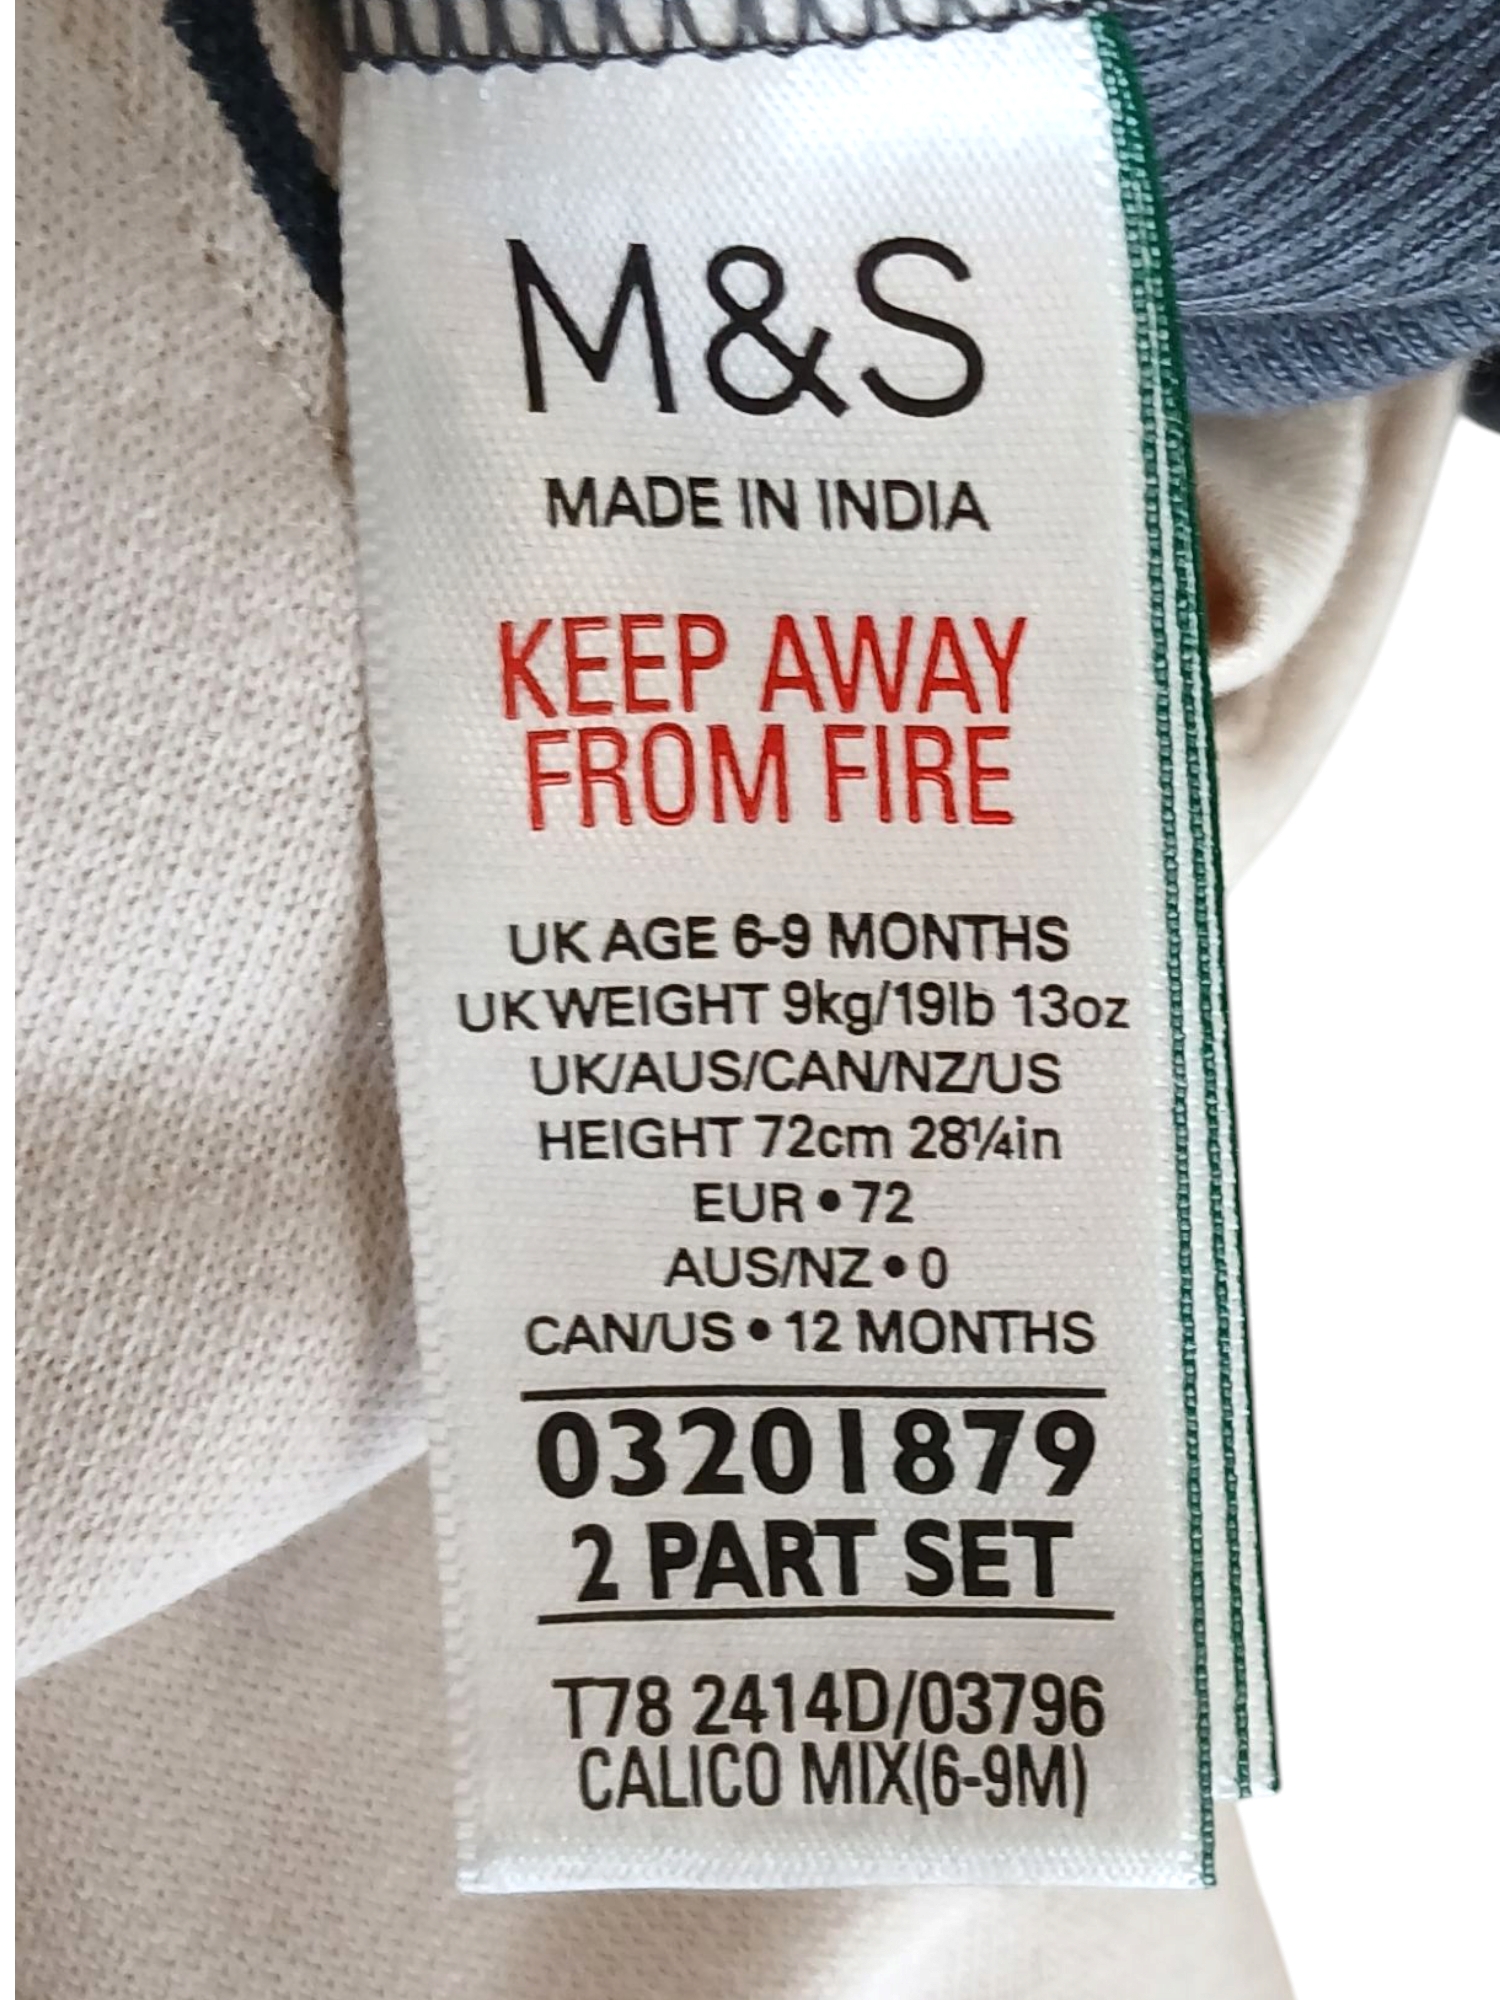 M&S
MADE IN INDIA
KEEP AWAY
FROM FIRE
UK AGE 6-9 MONTHS
UK WEIGHT 9kg/19lb 13oz
UK/AUS/CAN/NZ/US
HEIGHT 72cm 28¼in
EUR • 72
AUS/NZ • 0
CAN/US • 12 MONTHS
03201879
2 PART SET
T78 2414D/03796
CALICO MIX(6-9M)